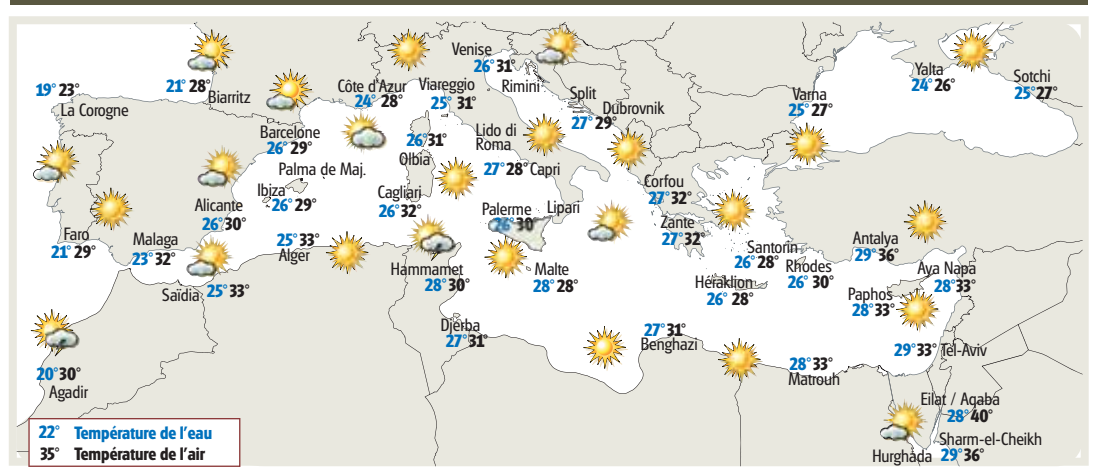 Venise
26° 31°
Rimini
Yalta
24° 26°
Sotchi
25° 27°
19° 23°
La Corogne
21° 28°
Biarritz
Côte d'Azur
24° 28°
Viareggio
25° 31°
Split
27° 29°
Dubrovnik
Varna
25° 27°
Barcelone
26° 29°
26° 31°
Olbia
Lido di
Roma
27° 28° Capri
Palma de Maj.
Ibiza
26° 29°
Cagliari
26° 32°
Corfou
27° 32°
Alicante
26° 30°
Palerme
26° 30
Lipari
Zante
27° 32°
Faro
21° 29°
Malaga
23° 32°
25° 33°
Alger
Santorin
26° 28°
Antalya
29° 36°
Rhodes
26° 30°
Aya Napa
28° 33°
Hammamet
28° 30°
Malte
28° 28°
Héraklion
26° 28°
Paphos
28° 33°
Saïdia 25° 33°
Djerba
27° 31°
27° 31°
Benghazi
29° 33° Tel-Aviv
20° 30°
Agadir
28° 33°
Matrouh
Eilat / Aqaba
28° 40°
Sharm-el-Cheikh
Hurghada 29° 36°
22° Température de l'eau
35° Température de l'air